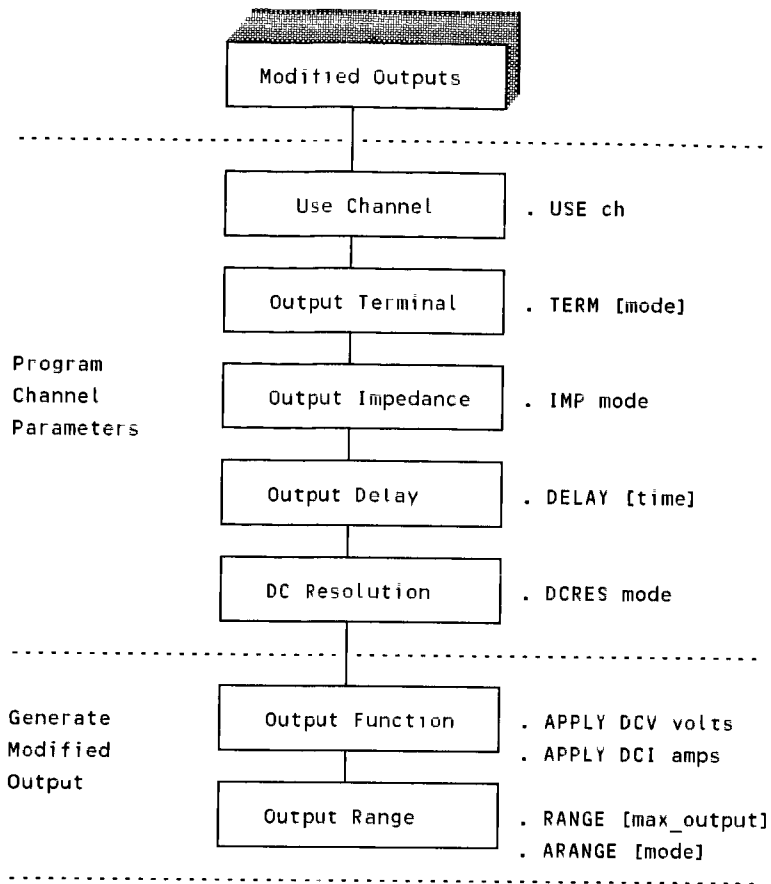 Modified Outputs
Use Channel
. USE ch
Output Terminal
. TERM [mode]
Program
Channel
Parameters
Output Impedance
. IMP mode
Output Delay
. DELAY [time]
DC Resolution
. DCRES mode
Generate
Modified
Output
Output Function
. APPLY DCV volts
. APPLY DCI amps
Output Range
. RANGE [max_output]
. ARANGE [mode]